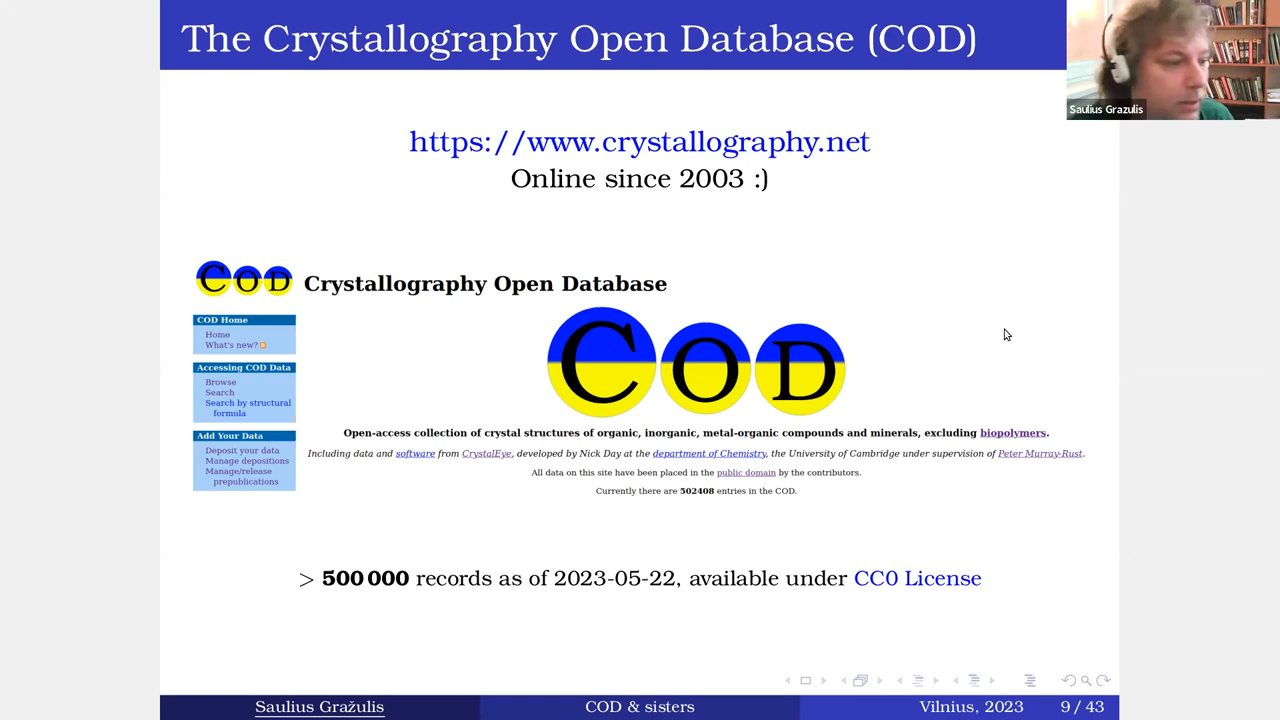 The Crystallography Open Database (COD)
Saulius Grazulis
https://www.crystallography.net
Online since 2003 :)
COD Crystallography Open Database
COD Home
Home
What's new?
Accessing COD Data
Browse
Search
Search by structural
formula
Add Your Data
Deposit your data
Manage depositions
Manage/release
prepublications
COD
Open-access collection of crystal structures of organic, inorganic, metal-organic compounds and minerals, excluding biopolymers.
Including data and software from CrystalEye, developed by Nick Day at the department of Chemistry, the University of Cambridge under supervision of Peter Murray-Rust.
All data on this site have been placed in the public domain by the contributors.
Currently there are 502408 entries in the COD.
> 500 000 records as of 2023-05-22, available under CC0 License
Saulius Gražulis COD & sisters Vilnius, 2023 9 / 43